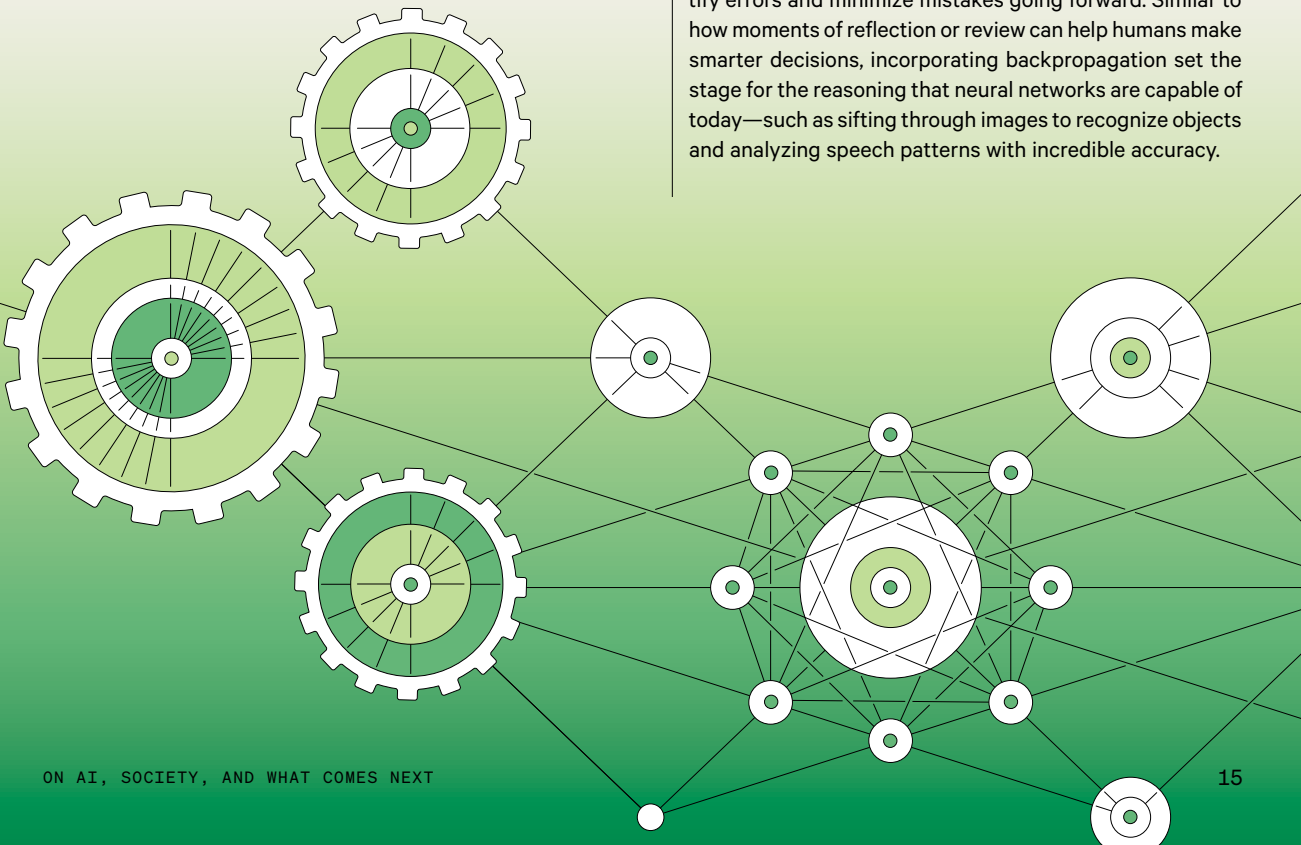 tify errors and minimize mistakes going forward. Similar to
how moments of reflection or review can help humans make
smarter decisions, incorporating backpropagation set the
stage for the reasoning that neural networks are capable of
today—such as sifting through images to recognize objects
and analyzing speech patterns with incredible accuracy.
ON AI, SOCIETY, AND WHAT COMES NEXT
15